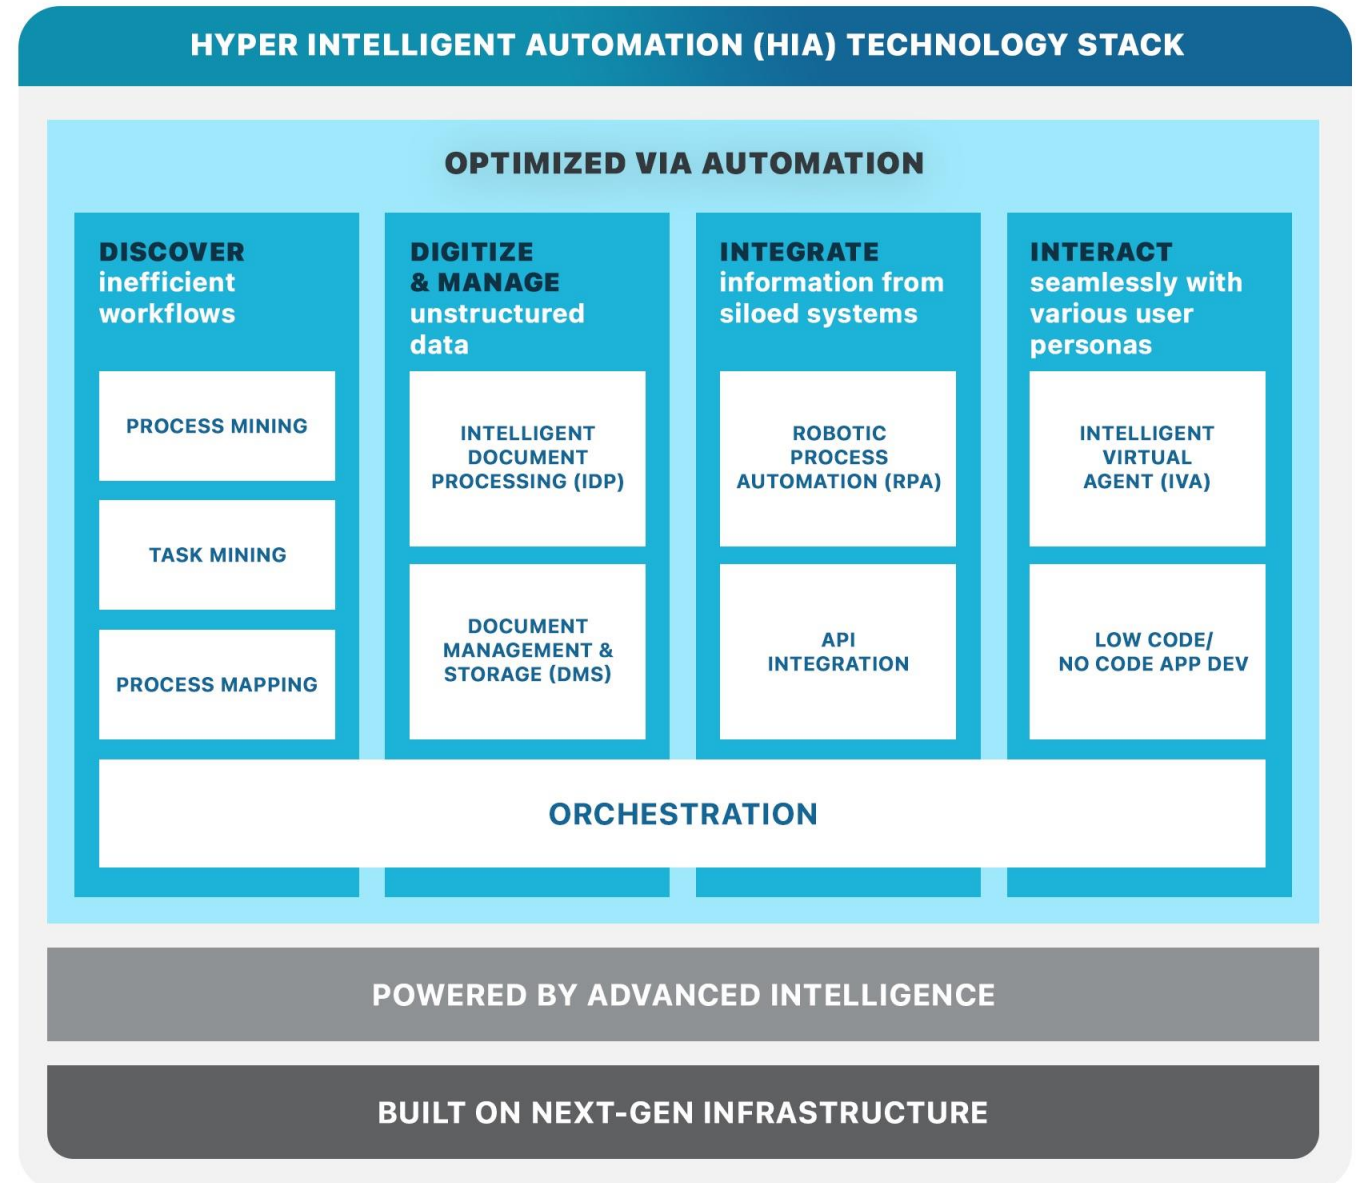 HYPER INTELLIGENT AUTOMATION (HIA) TECHNOLOGY STACK
OPTIMIZED VIA AUTOMATION
DISCOVER
inefficient
workflows
PROCESS MINING
TASK MINING
PROCESS MAPPING
DIGITIZE
& MANAGE
unstructured
data
INTELLIGENT
DOCUMENT
PROCESSING (IDP)
DOCUMENT
MANAGEMENT &
STORAGE (DMS)
INTEGRATE
information from
siloed systems
ROBOTIC
PROCESS
AUTOMATION (RPA)
API
INTEGRATION
INTERACT
seamlessly with
various user
personas
INTELLIGENT
VIRTUAL
AGENT (IVA)
LOW CODE/
NO CODE APP DEV
ORCHESTRATION
POWERED BY ADVANCED INTELLIGENCE
BUILT ON NEXT-GEN INFRASTRUCTURE